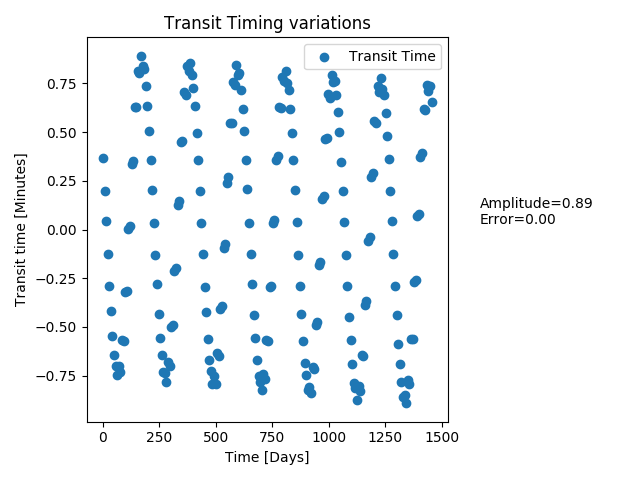 Transit Timing variations
Transit Time
0.75
0.50
0.25
0.00
−0.25
−0.50
−0.75
Transit time [Minutes]
Amplitude=0.89
Error=0.00
0
250
500
750
1000
1250
1500
Time [Days]